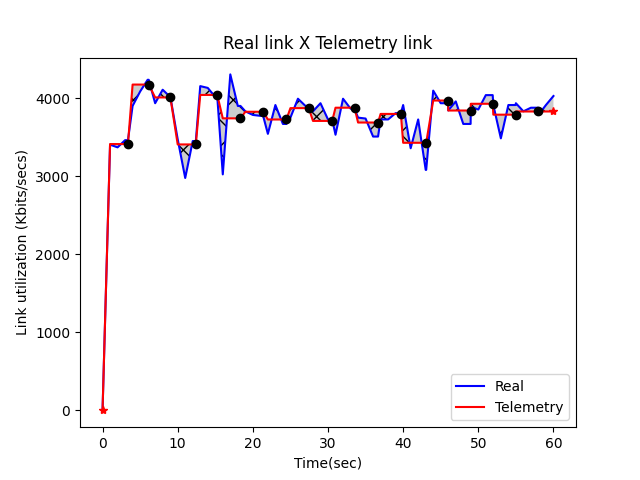 Real link X Telemetry link
Link utilization (Kbits/secs)
4000
3000
2000
1000
0
0 10 20 30 40 50 60
Time(sec)
Real
Telemetry